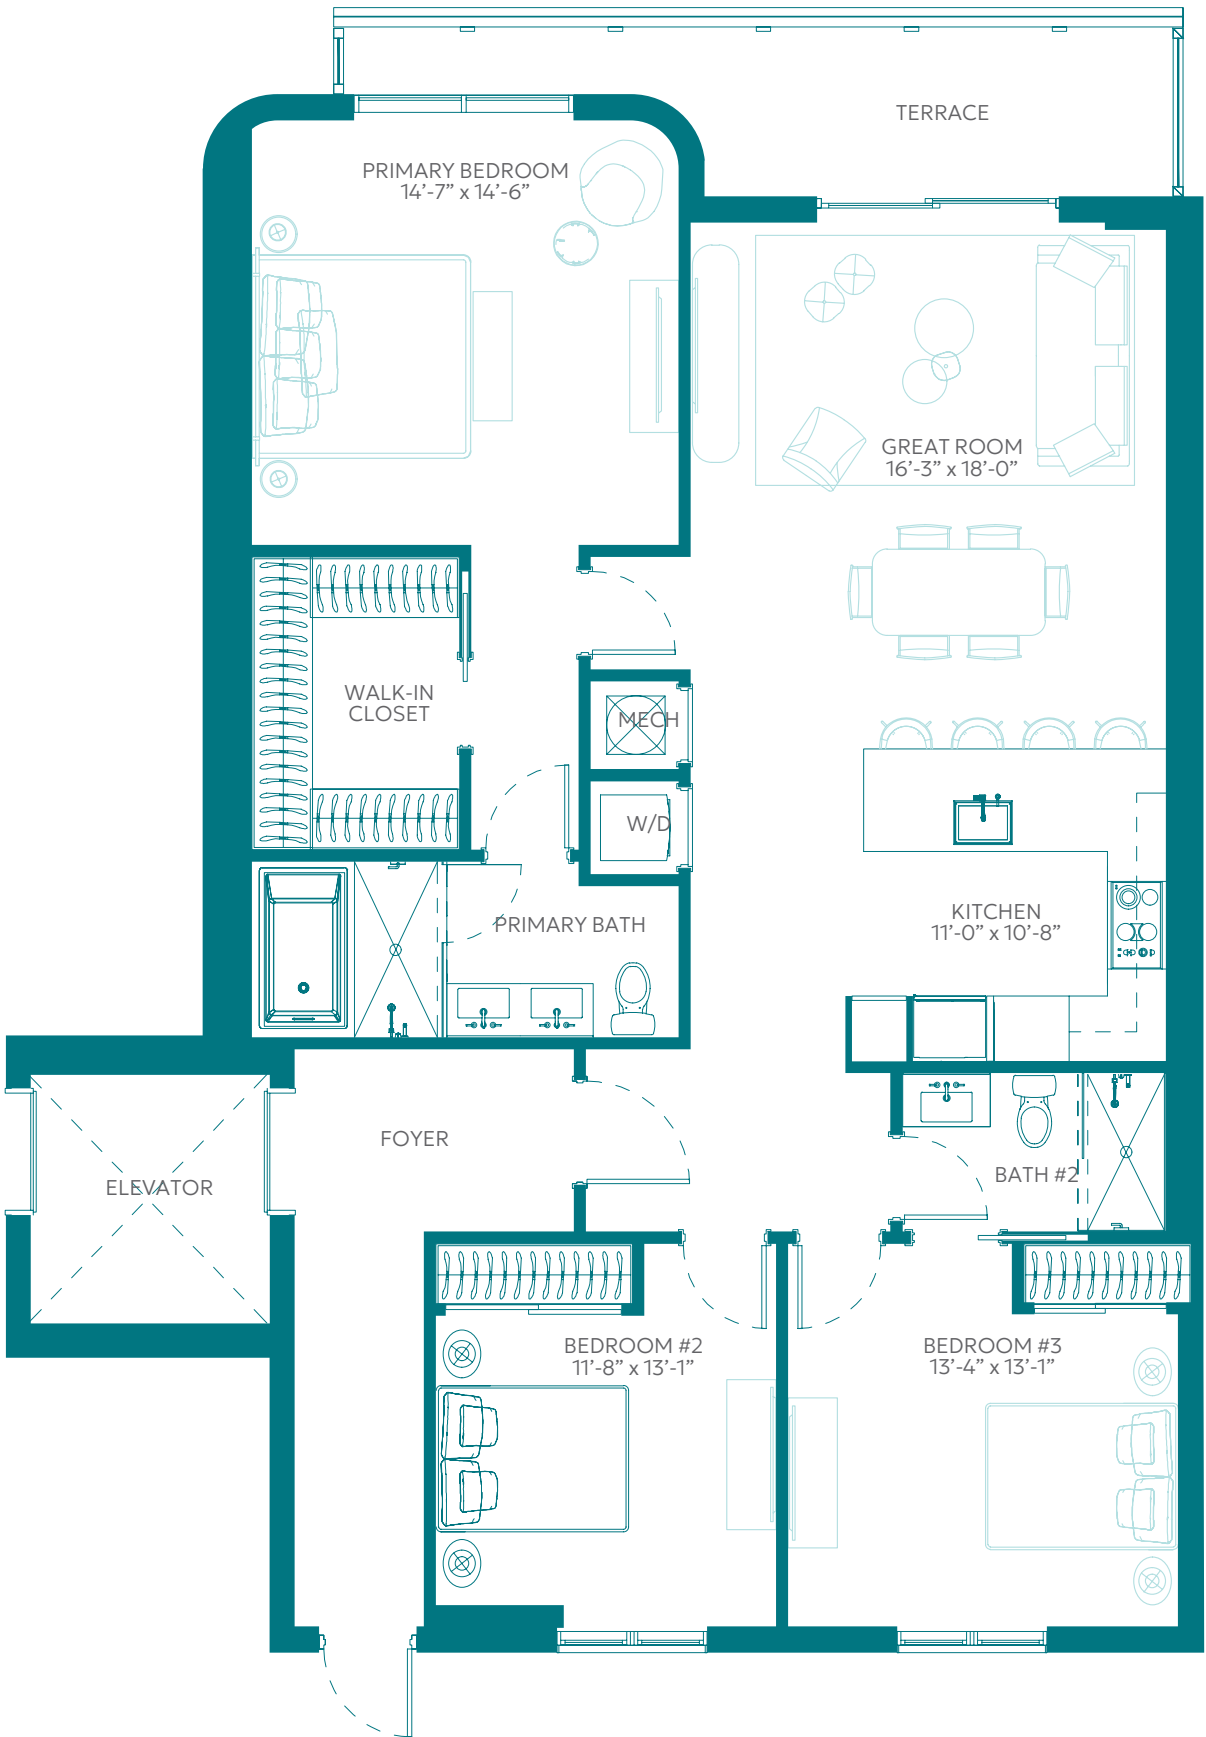 TERRACE
PRIMARY BEDROOM
14’-7” x 14’-6”
GREAT ROOM
16’-3” x 18’-0”
WALK-IN
CLOSET
MECH
W/D
KITCHEN
11’-0” x 10’-8”
PRIMARY BATH
FOYER
ELEVATOR
BATH #2
BEDROOM #2
11’-8” x 13’-1”
BEDROOM #3
13’-4” x 13’-1”